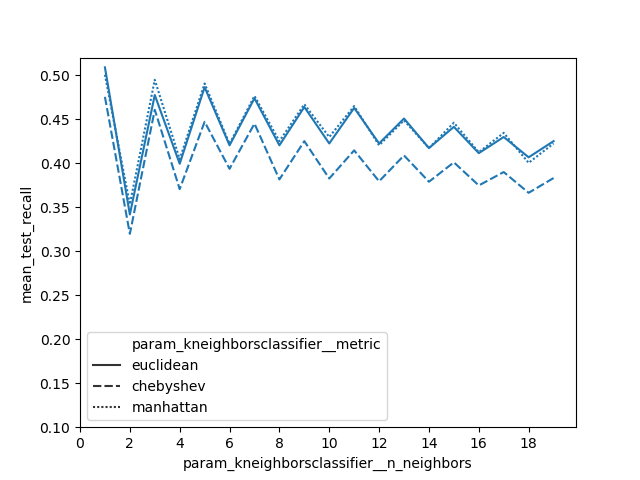 0.50
0.45
0.40
0.35
0.30
0.25
0.20
0.15
0.10
mean_test_recall
param_kneighborsclassifier__metric
euclidean
chebyshev
manhattan
0 2 4 6 8 10 12 14 16 18
param_kneighborsclassifier__n_neighbors